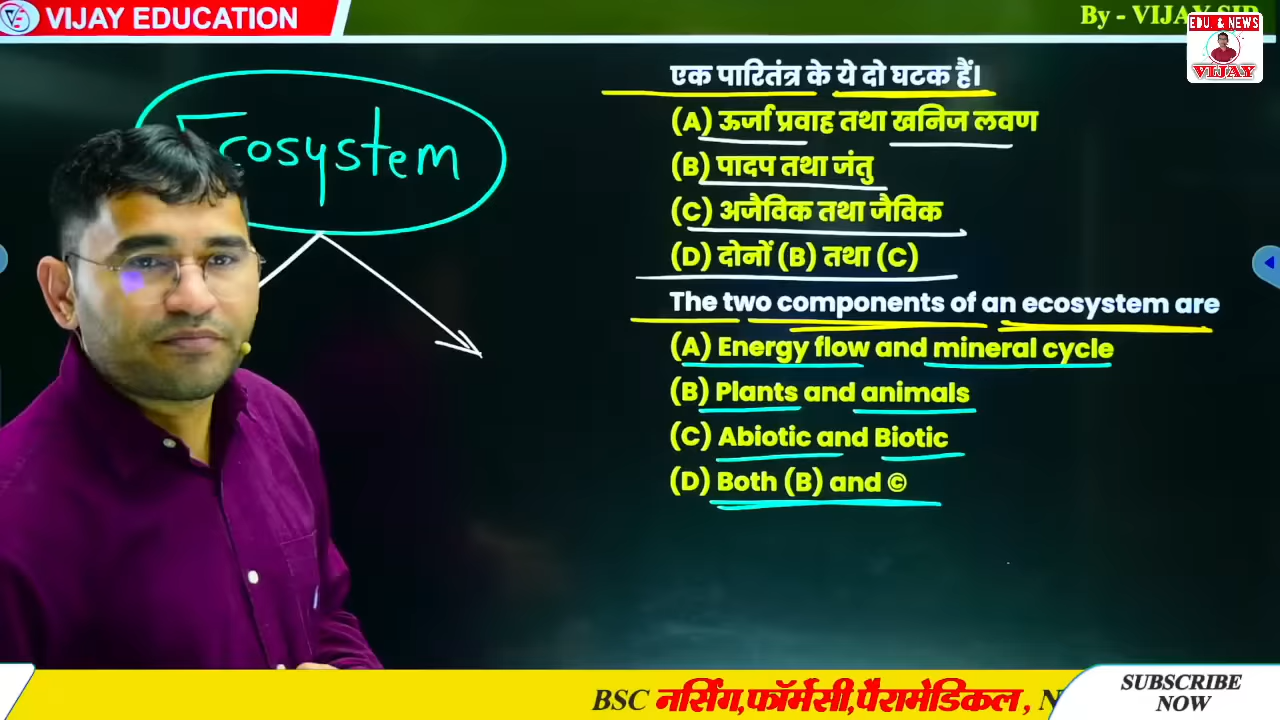 VIJAY EDUCATION
By - VIJAY SIR
EDU. & NEWS
VIJAY
Ecosystem
एक पारितंत्र के ये दो घटक हैं।
(A) ऊर्जा प्रवाह तथा खनिज लवण
(B) पादप तथा जंतु
(C) अजैविक तथा जैविक
(D) दोनों (B) तथा (C)
The two components of an ecosystem are
(A) Energy flow and mineral cycle
(B) Plants and animals
(C) Abiotic and Biotic
(D) Both (B) and ©
BSC नर्सिंग,फॉर्मेसी,पैरामेडिकल , N
SUBSCRIBE
NOW